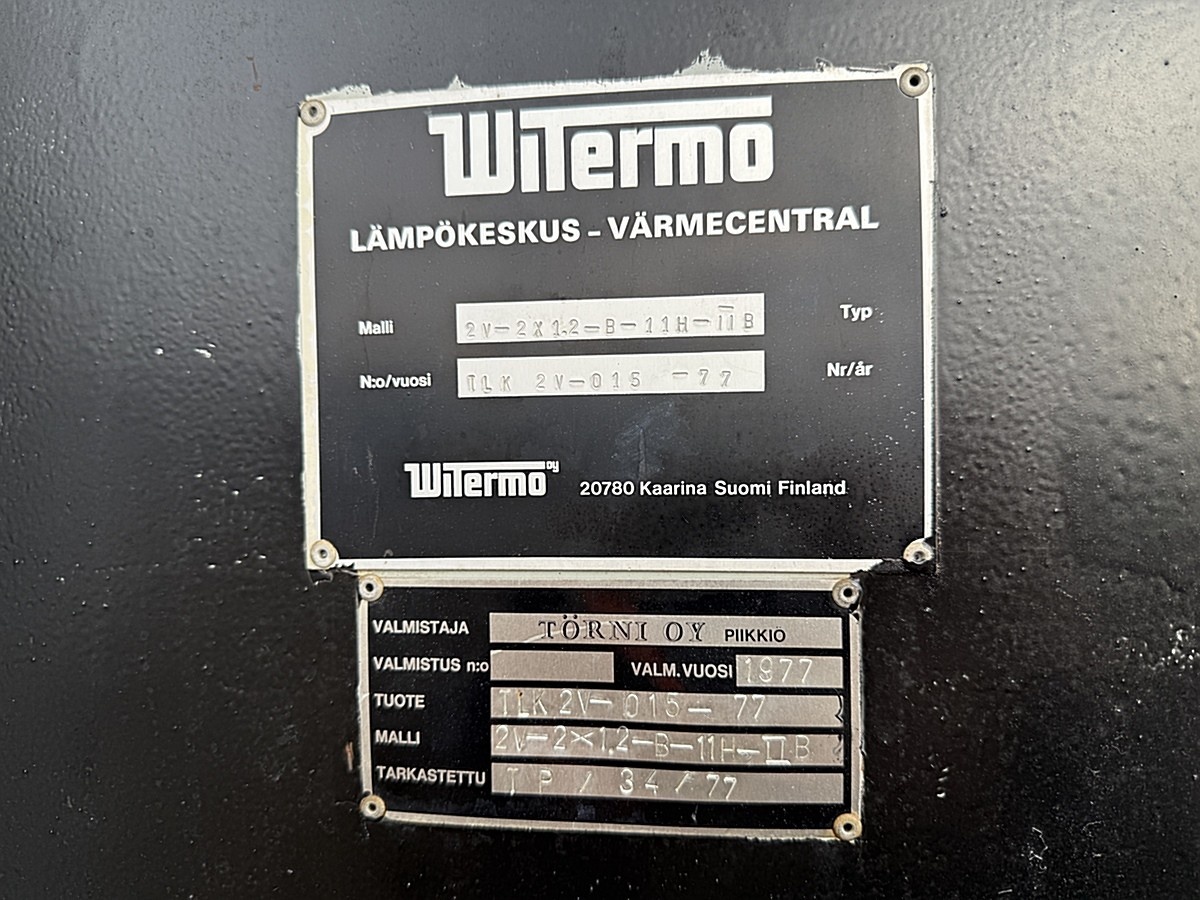 WiTermo
LÄMPÖKESKUS - VÄRMECENTRAL
Malli 2V-2X1.2-B-11H-IIB Typ
N:o/vuosi TLK 2V-015 -77 Nr/år
WiTermo OY 20780 Kaarina Suomi Finland
VALMISTAJA TÖRNI OY PIIKKIÖ
VALMISTUS n:o VALM.VUOSI 1977
TUOTE TLK 2V-015-77
MALLI 2V-2X1.2-B-11H-IIB
TARKASTETTU TP / 34 / 77